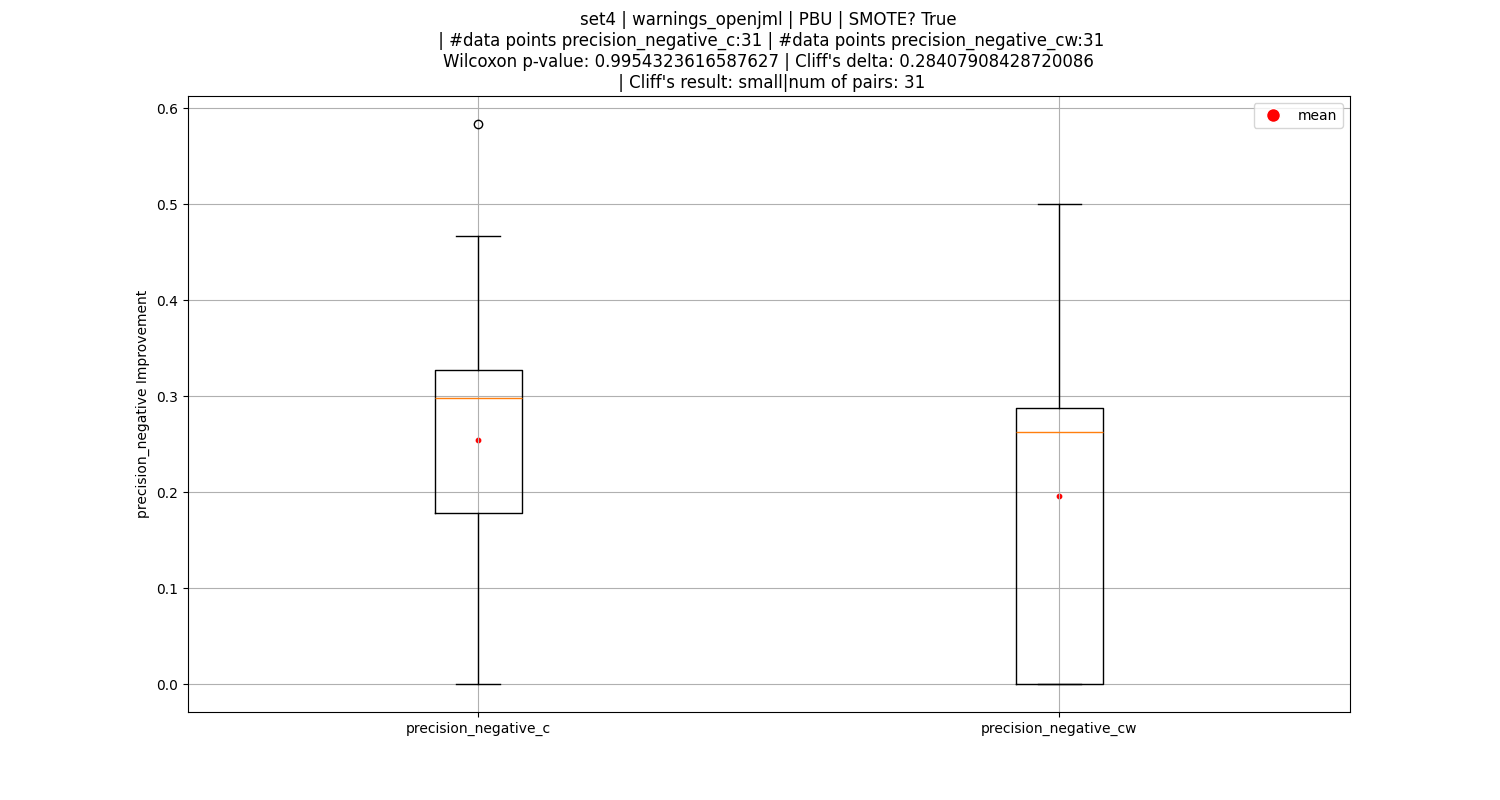 set4 | warnings_openjml | PBU | SMOTE? True
| #data points precision_negative_c:31 | #data points precision_negative_cw:31
Wilcoxon p-value: 0.9954323616587627 | Cliff's delta: 0.28407908428720086
| Cliff's result: small|num of pairs: 31
mean
precision_negative Improvement
0.6
0.5
0.4
0.3
0.2
0.1
0.0
precision_negative_c
precision_negative_cw